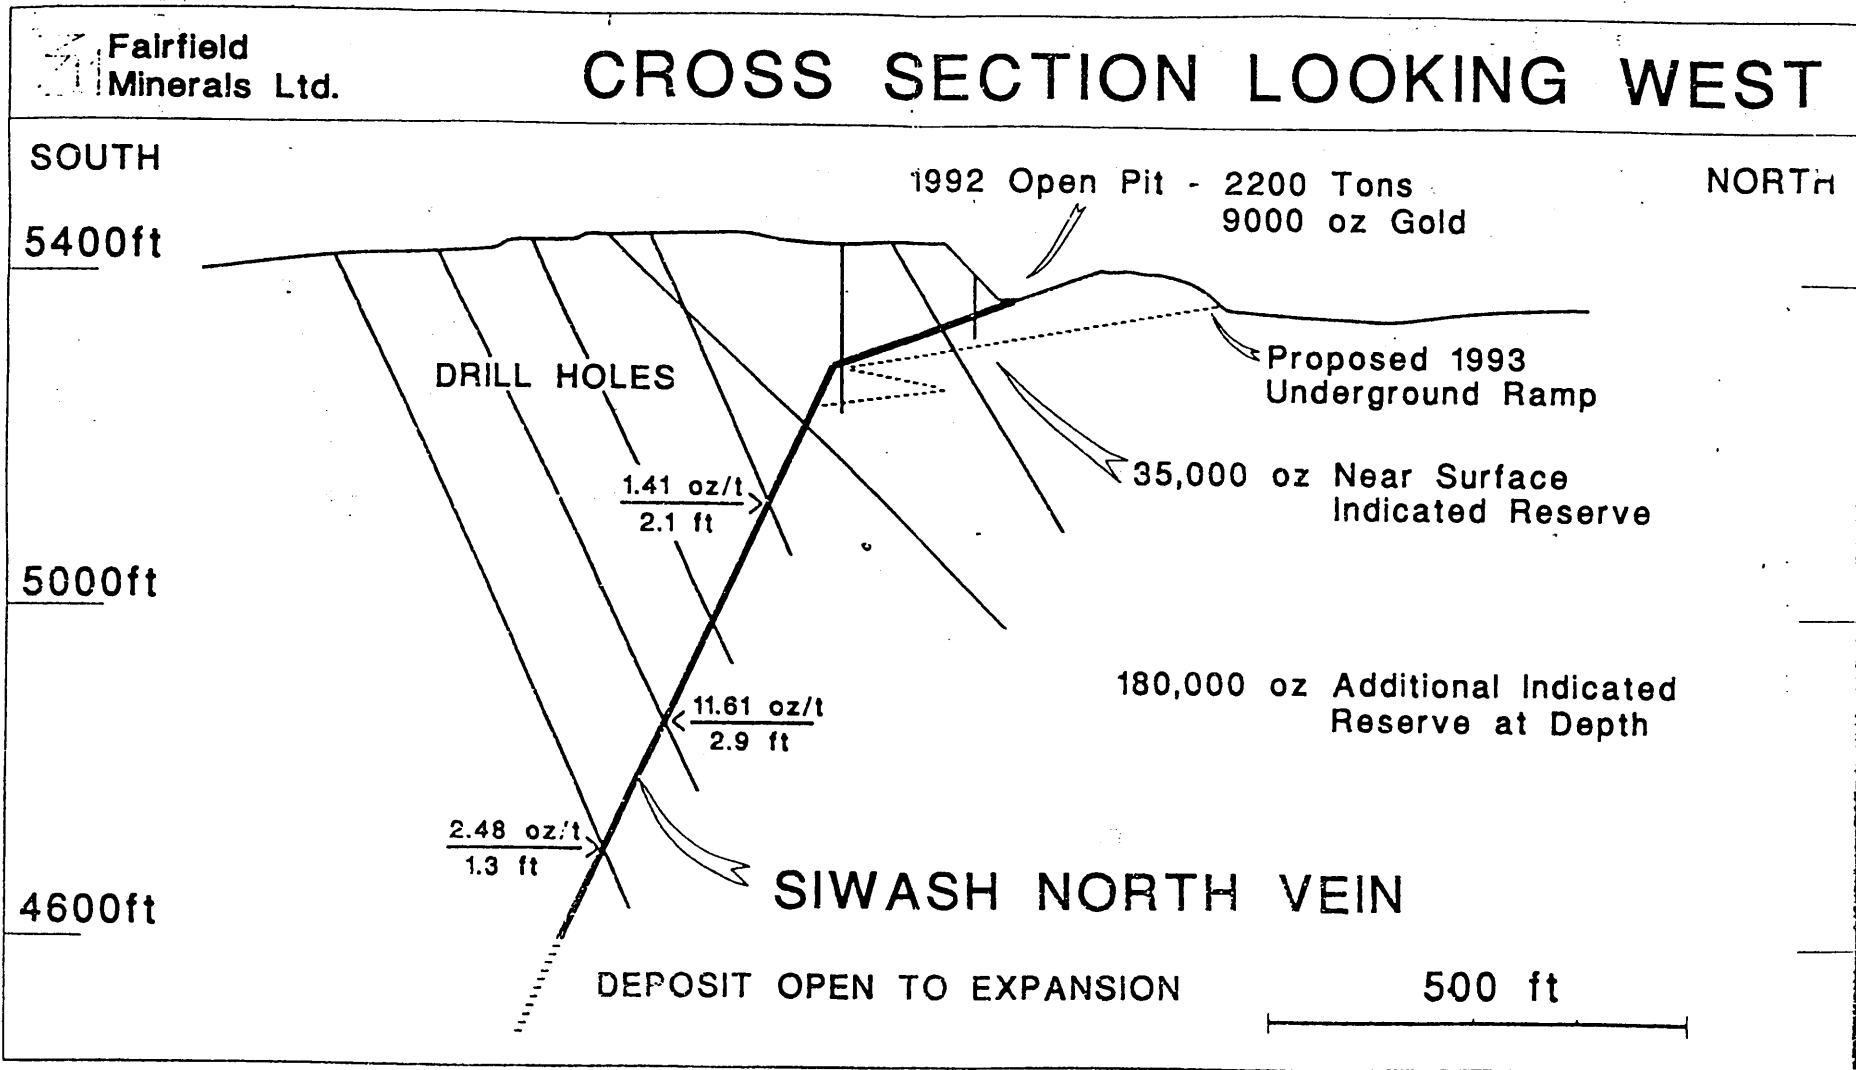 Fairfield
Minerals Ltd.
CROSS SECTION LOOKING WEST
SOUTH
NORTH
1992 Open Pit - 2200 Tons
9000 oz Gold
5400ft
DRILL HOLES
Proposed 1993
Underground Ramp
35,000 oz Near Surface
Indicated Reserve
1.41 oz/t
2.1 ft
5000ft
180,000 oz Additional Indicated
Reserve at Depth
11.61 oz/t
2.9 ft
2.48 oz/t
1.3 ft
SIWASH NORTH VEIN
4600ft
DEPOSIT OPEN TO EXPANSION
500 ft